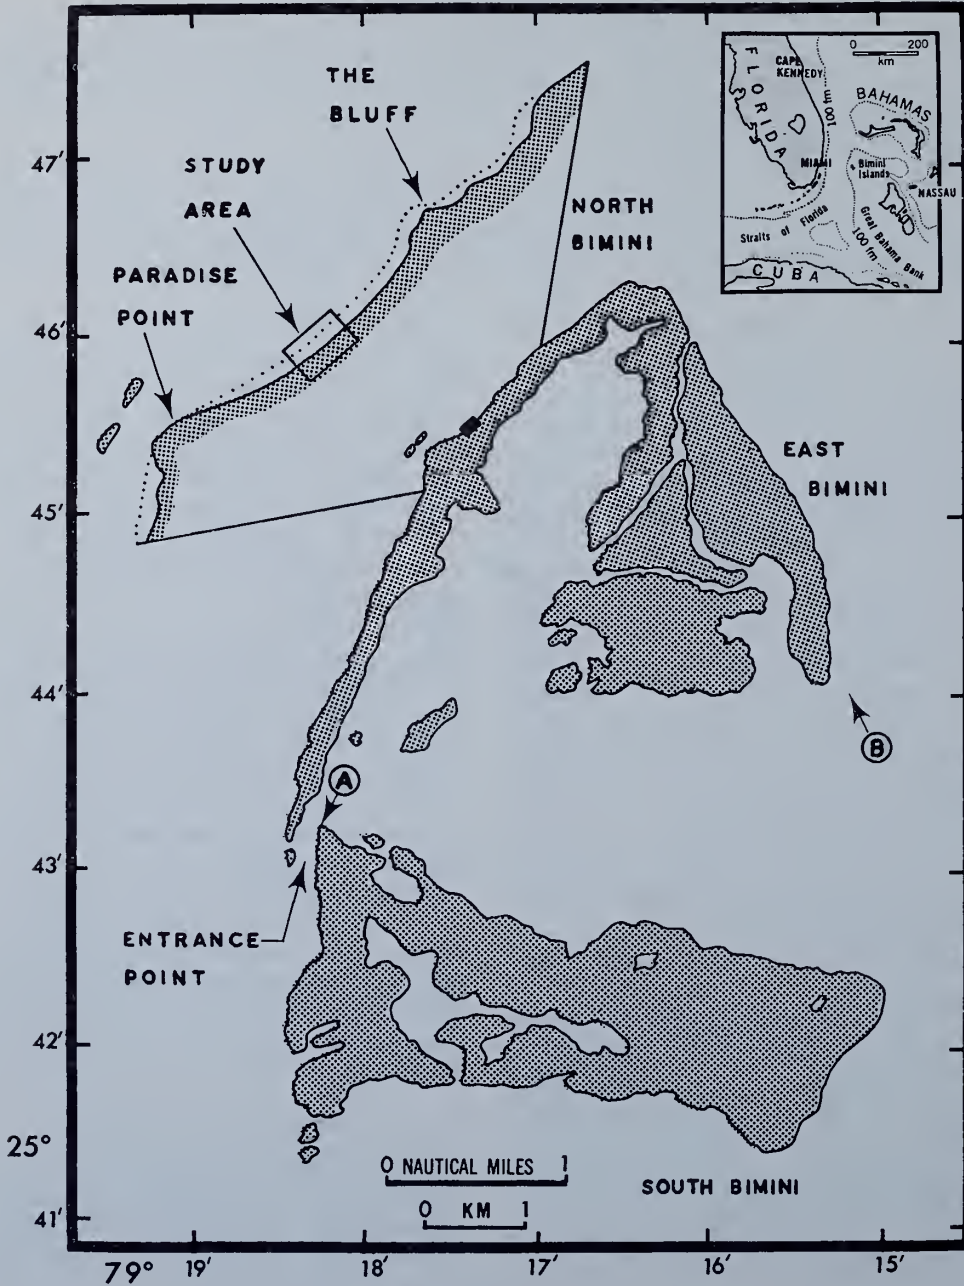 THE
BLUFF
STUDY
AREA
PARADISE
POINT
NORTH
BIMINI
EAST
BIMINI
A
B
ENTRANCE
POINT
SOUTH BIMINI
0 NAUTICAL MILES 1
0 KM 1
47'
46'
45'
44'
43'
42'
25°
41'
79° 19' 18' 17' 16' 15'
0 200
km
FLORIDA
CAPE
KENNEDY
100 fm
BAHAMAS
MIAMI
Bimini
Islands
NASSAU
Straits of Florida
Great Bahama Bank
100 fm
CUBA